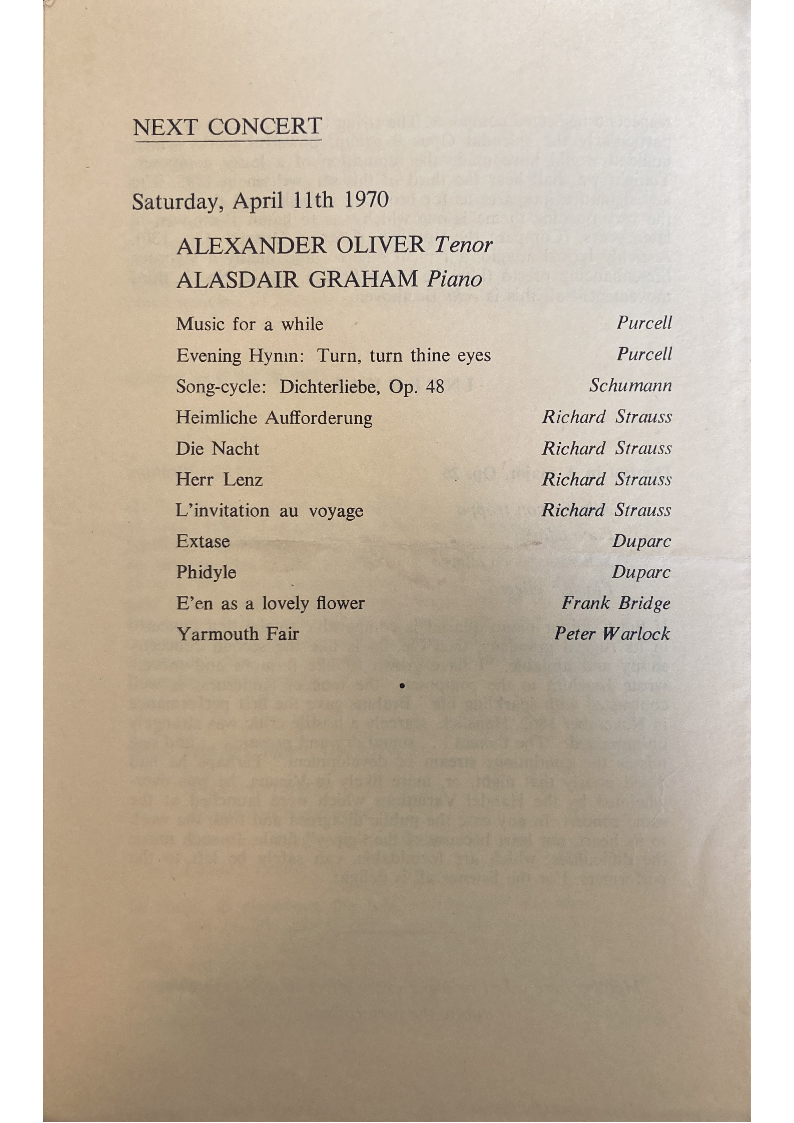 NEXT CONCERT
Saturday, April 11th 1970
ALEXANDER OLIVER Tenor
ALASDAIR GRAHAM Piano
Music for a while Purcell
Evening Hymn: Turn, turn thine eyes Purcell
Song-cycle: Dichterliebe, Op. 48 Schumann
Heimliche Aufforderung Richard Strauss
Die Nacht Richard Strauss
Herr Lenz Richard Strauss
L'invitation au voyage Richard Strauss
Extase Duparc
Phidyle Duparc
E'en as a lovely flower Frank Bridge
Yarmouth Fair Peter Warlock